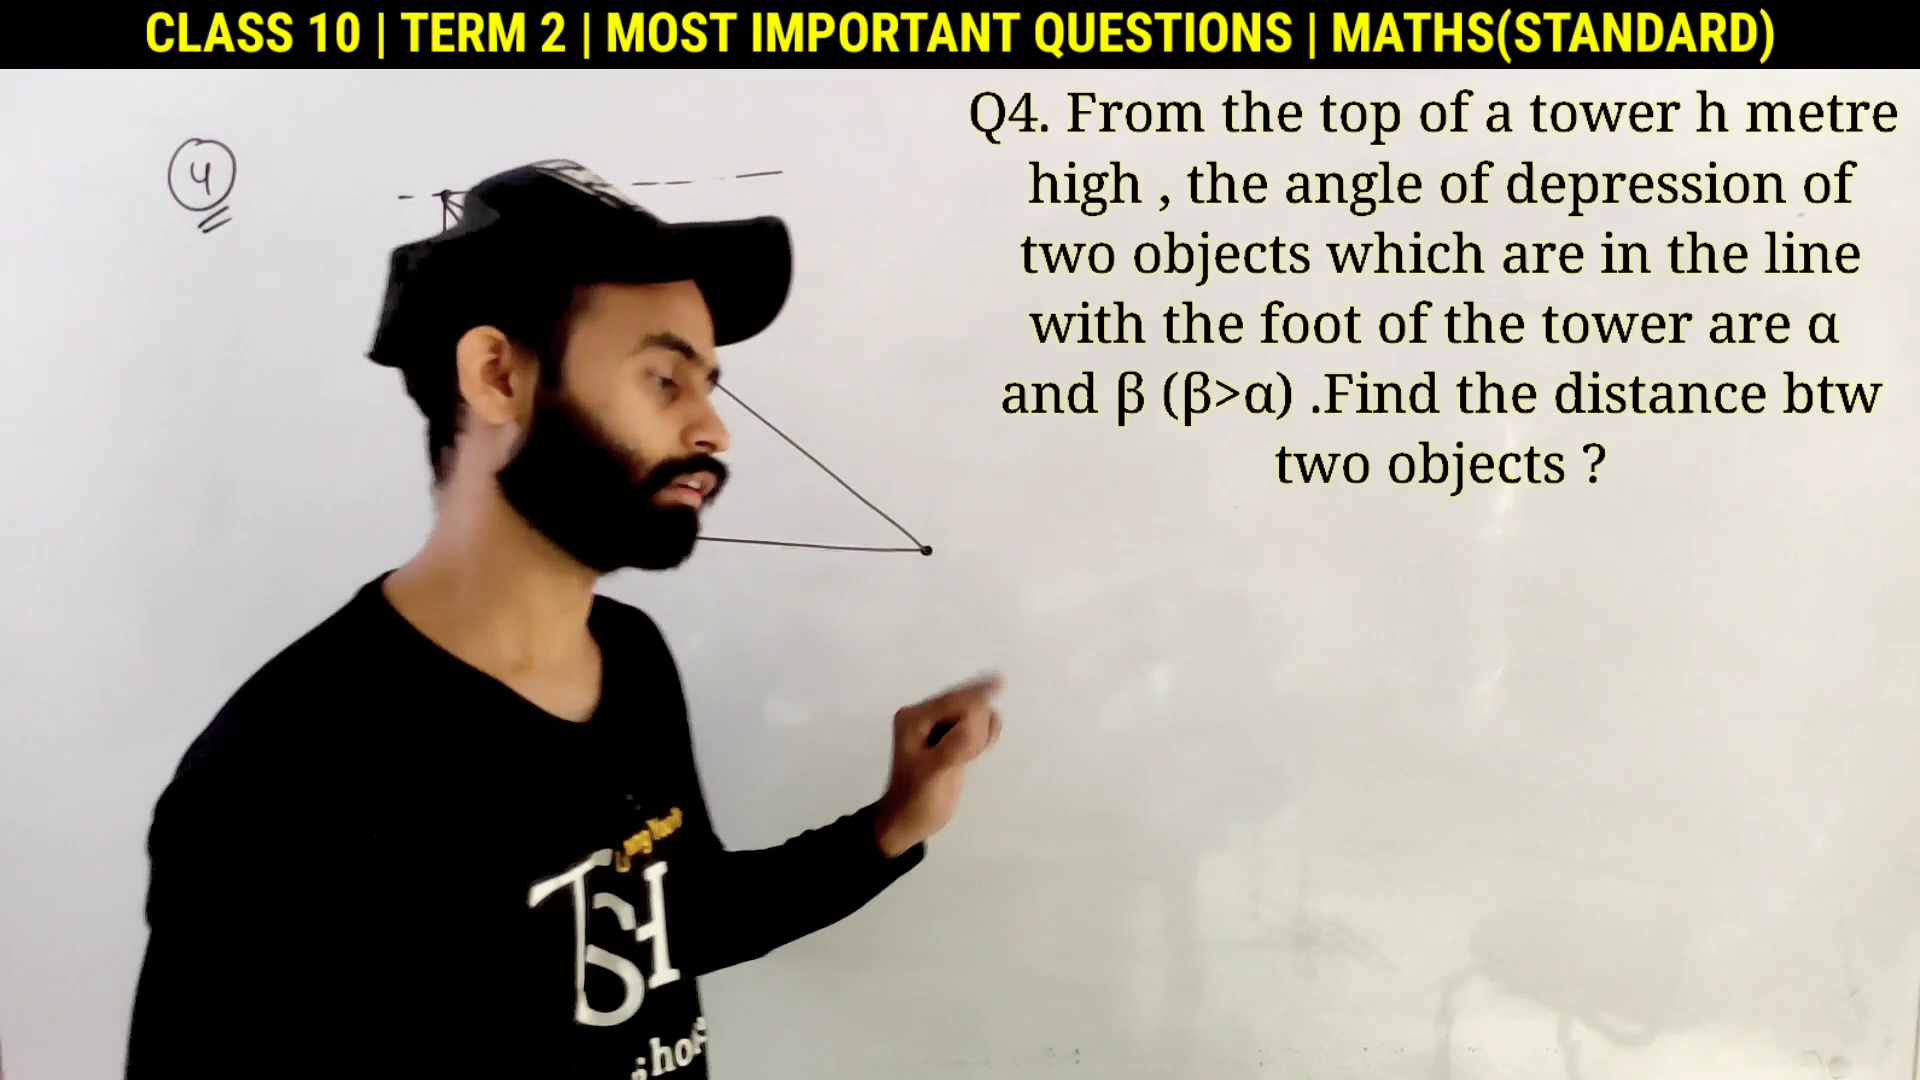 CLASS 10 | TERM 2 | MOST IMPORTANT QUESTIONS | MATHS(STANDARD)
4
Q4. From the top of a tower h metre
high , the angle of depression of
two objects which are in the line
with the foot of the tower are α
and β (β>α) .Find the distance btw
two objects ?
TSH